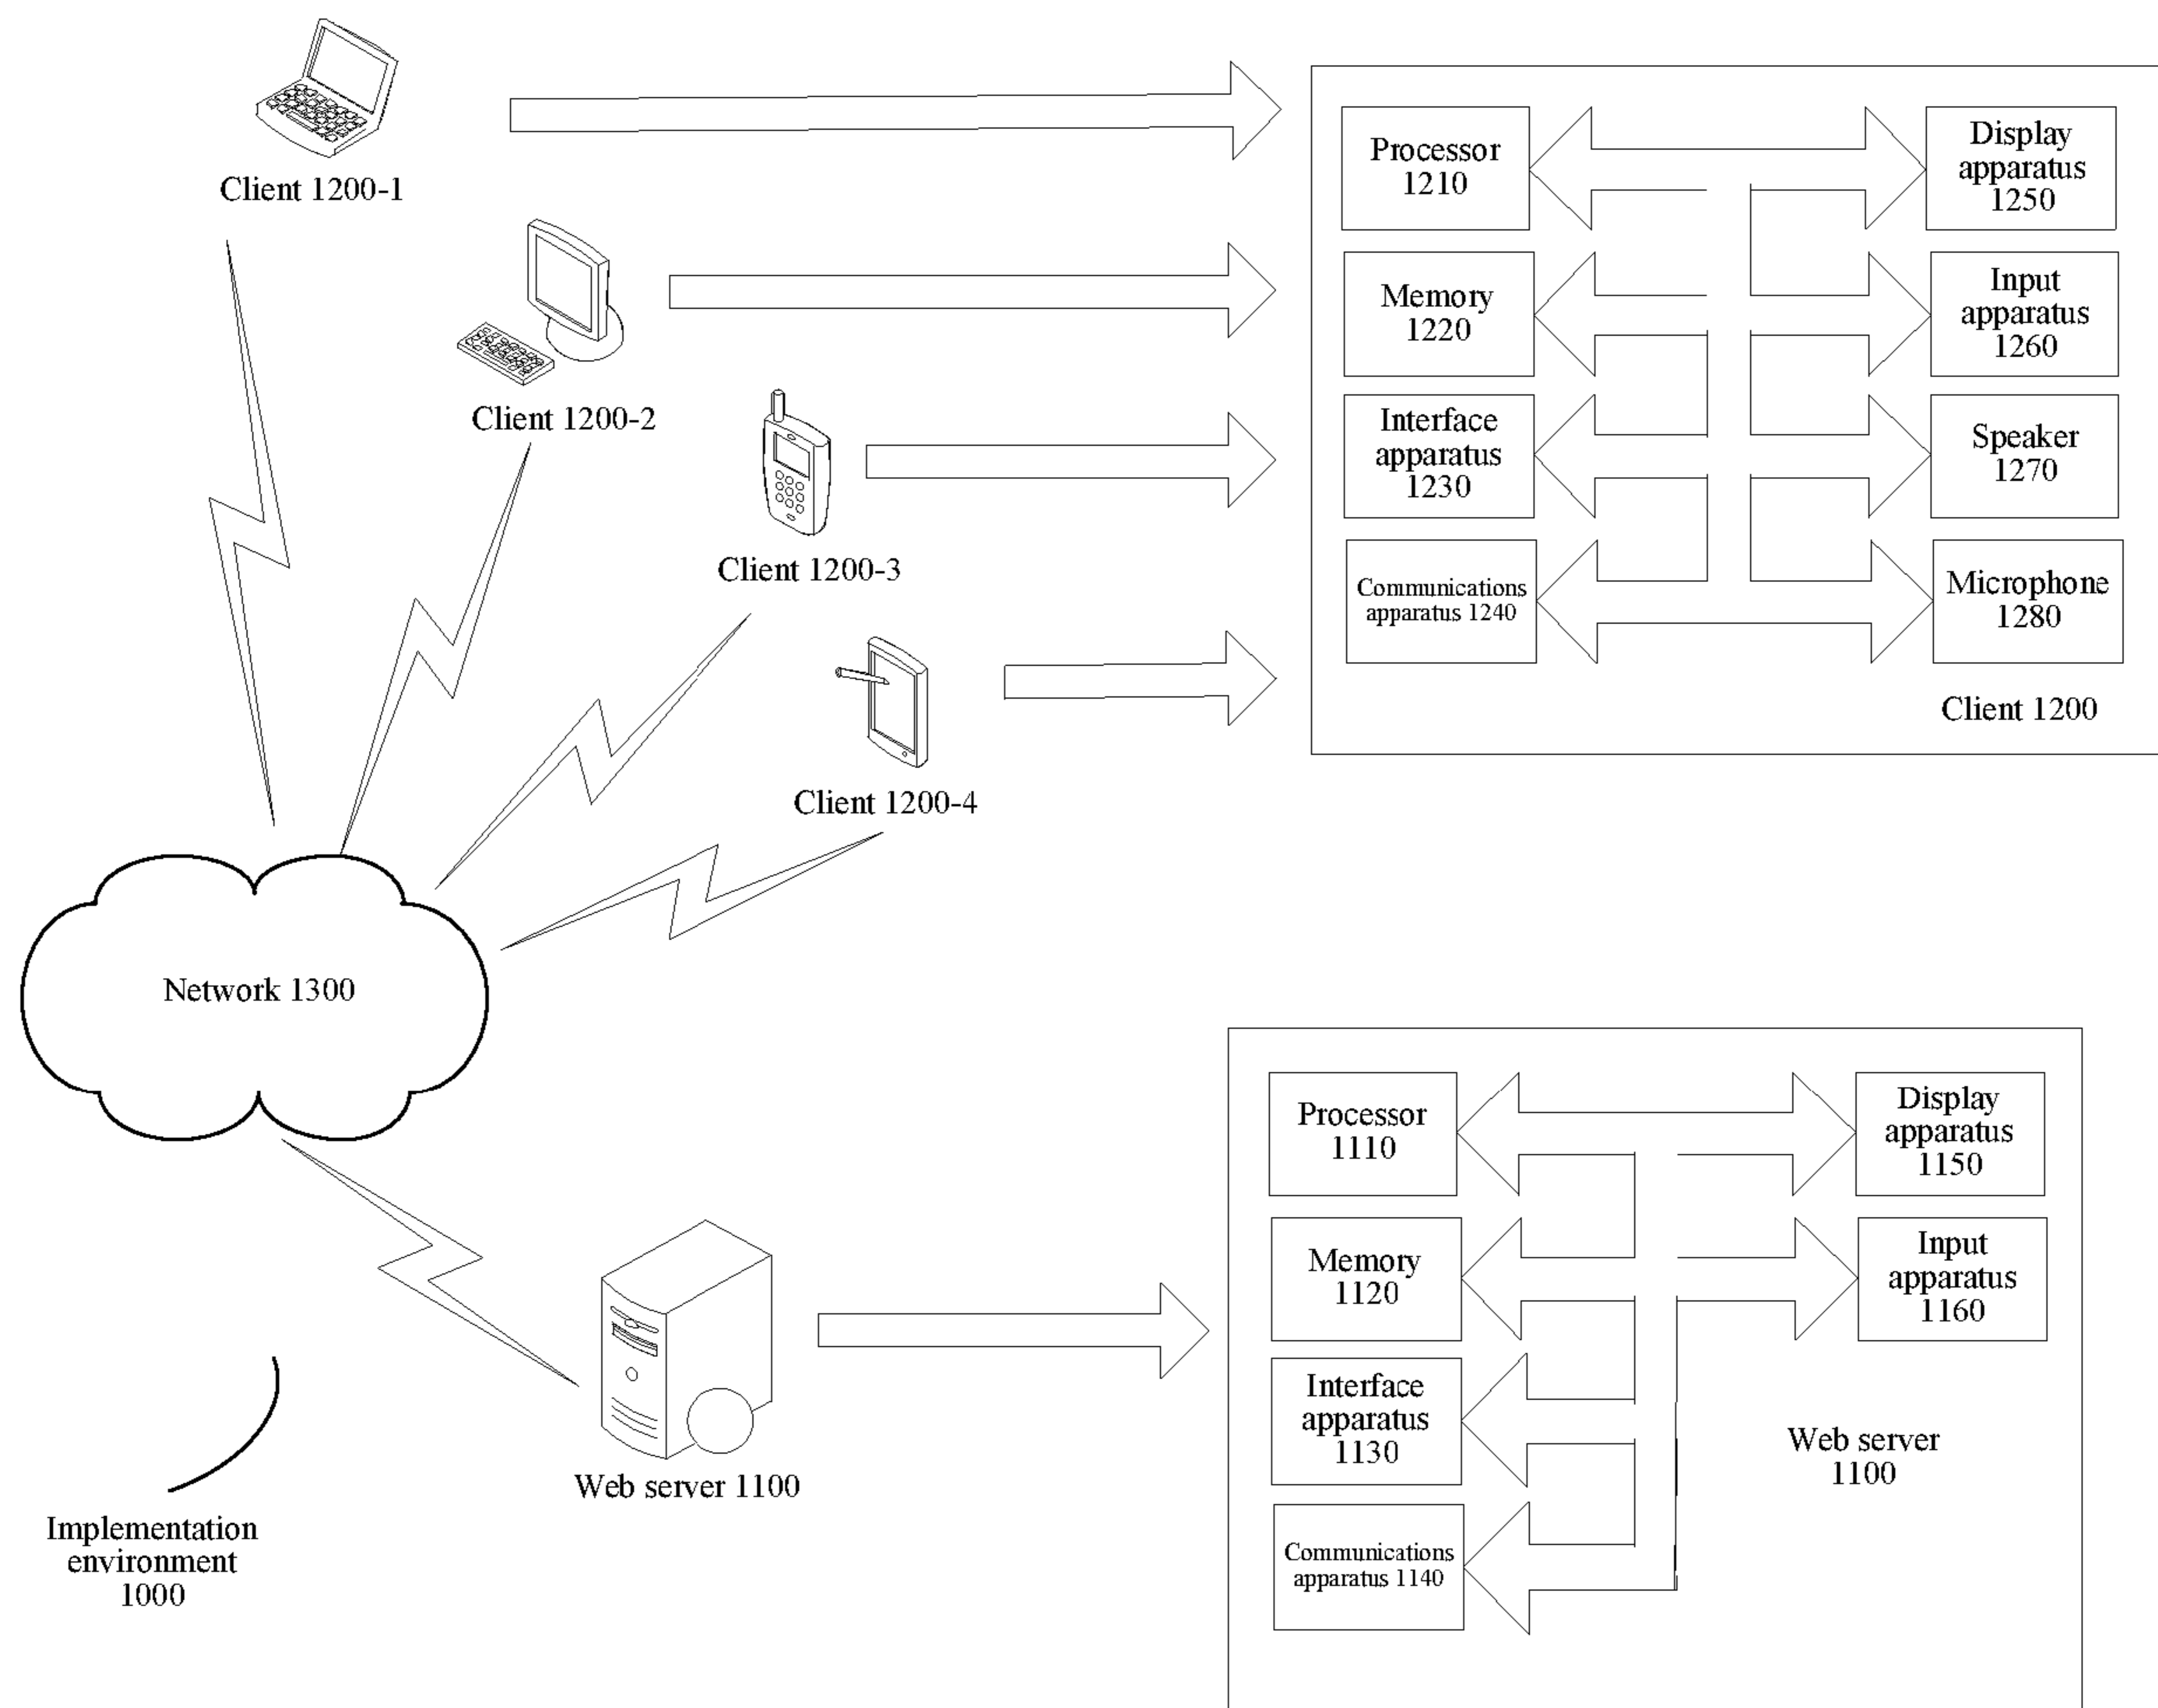 Client 1200-1
Client 1200-2
Client 1200-3
Client 1200-4
Processor
1210
Display
apparatus
1250
Memory
1220
Input
apparatus
1260
Interface
apparatus
1230
Speaker
1270
Communications
apparatus 1240
Microphone
1280
Client 1200
Network 1300
Web server 1100
Implementation
environment
1000
Processor
1110
Display
apparatus
1150
Memory
1120
Input
apparatus
1160
Interface
apparatus
1130
Web server
1100
Communications
apparatus 1140